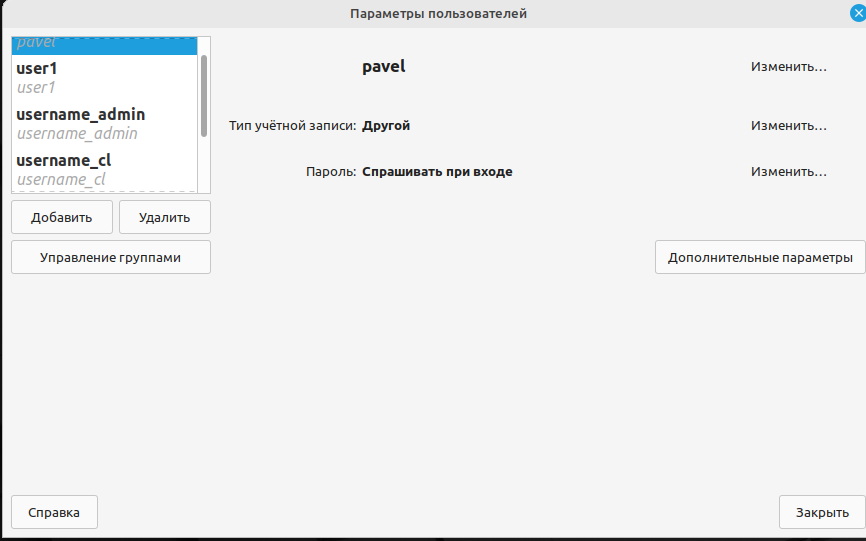 Параметры пользователей
pavel
user1
user1
username_admin
username_admin
username_cl
username_cl
Добавить Удалить
Управление группами
pavel Изменить...
Тип учётной записи: Другой Изменить...
Пароль: Спрашивать при входе Изменить...
Дополнительные параметры
Справка Закрыть